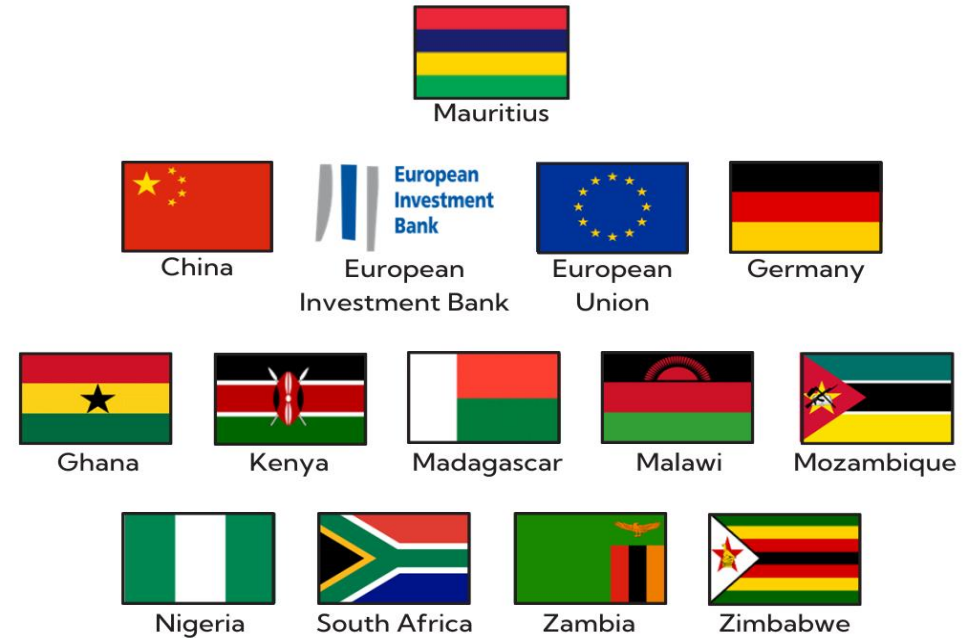 Mauritius
European
Investment
Bank
China
European
Investment Bank
European
Union
Germany
Ghana
Kenya
Madagascar
Malawi
Mozambique
Nigeria
South Africa
Zambia
Zimbabwe